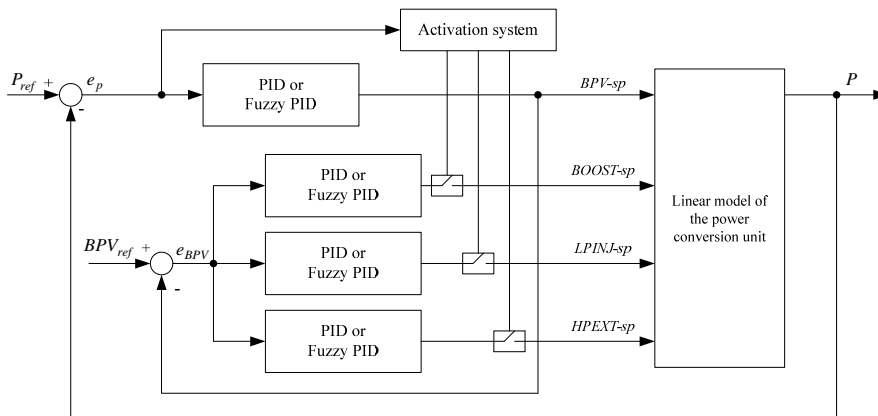 Activation system
P_ref + e_p
-
PID or
Fuzzy PID
BPV-sp
P
PID or
Fuzzy PID
BOOST-sp
Linear model of
the power
conversion unit
BPV_ref + e_BPV
-
PID or
Fuzzy PID
LPINJ-sp
PID or
Fuzzy PID
HPEXT-sp